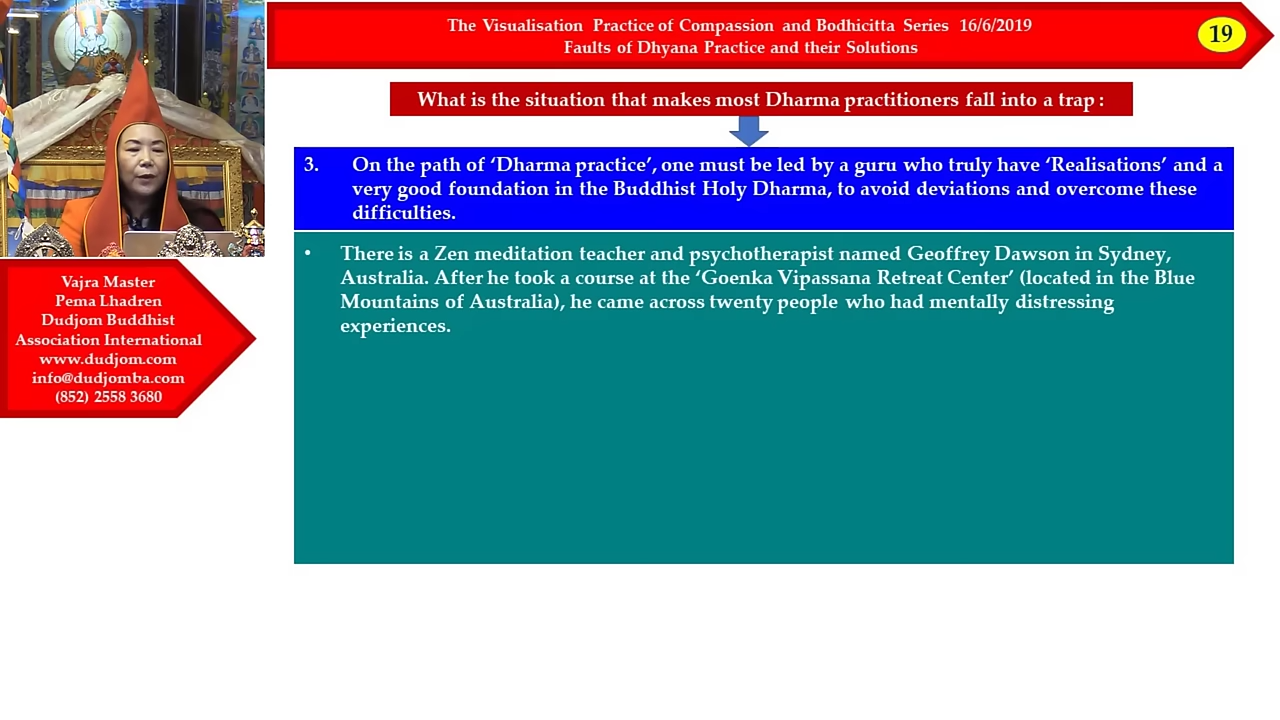 The Visualisation Practice of Compassion and Bodhicitta Series 16/6/2019
Faults of Dhyana Practice and their Solutions
19
What is the situation that makes most Dharma practitioners fall into a trap :
3. On the path of ‘Dharma practice’, one must be led by a guru who truly have ‘Realisations’ and a
very good foundation in the Buddhist Holy Dharma, to avoid deviations and overcome these
difficulties.
• There is a Zen meditation teacher and psychotherapist named Geoffrey Dawson in Sydney,
Australia. After he took a course at the ‘Goenka Vipassana Retreat Center’ (located in the Blue
Mountains of Australia), he came across twenty people who had mentally distressing
experiences.
Vajra Master
Pema Lhadren
Dudjom Buddhist
Association International
www.dudjom.com
info@dudjomba.com
(852) 2558 3680